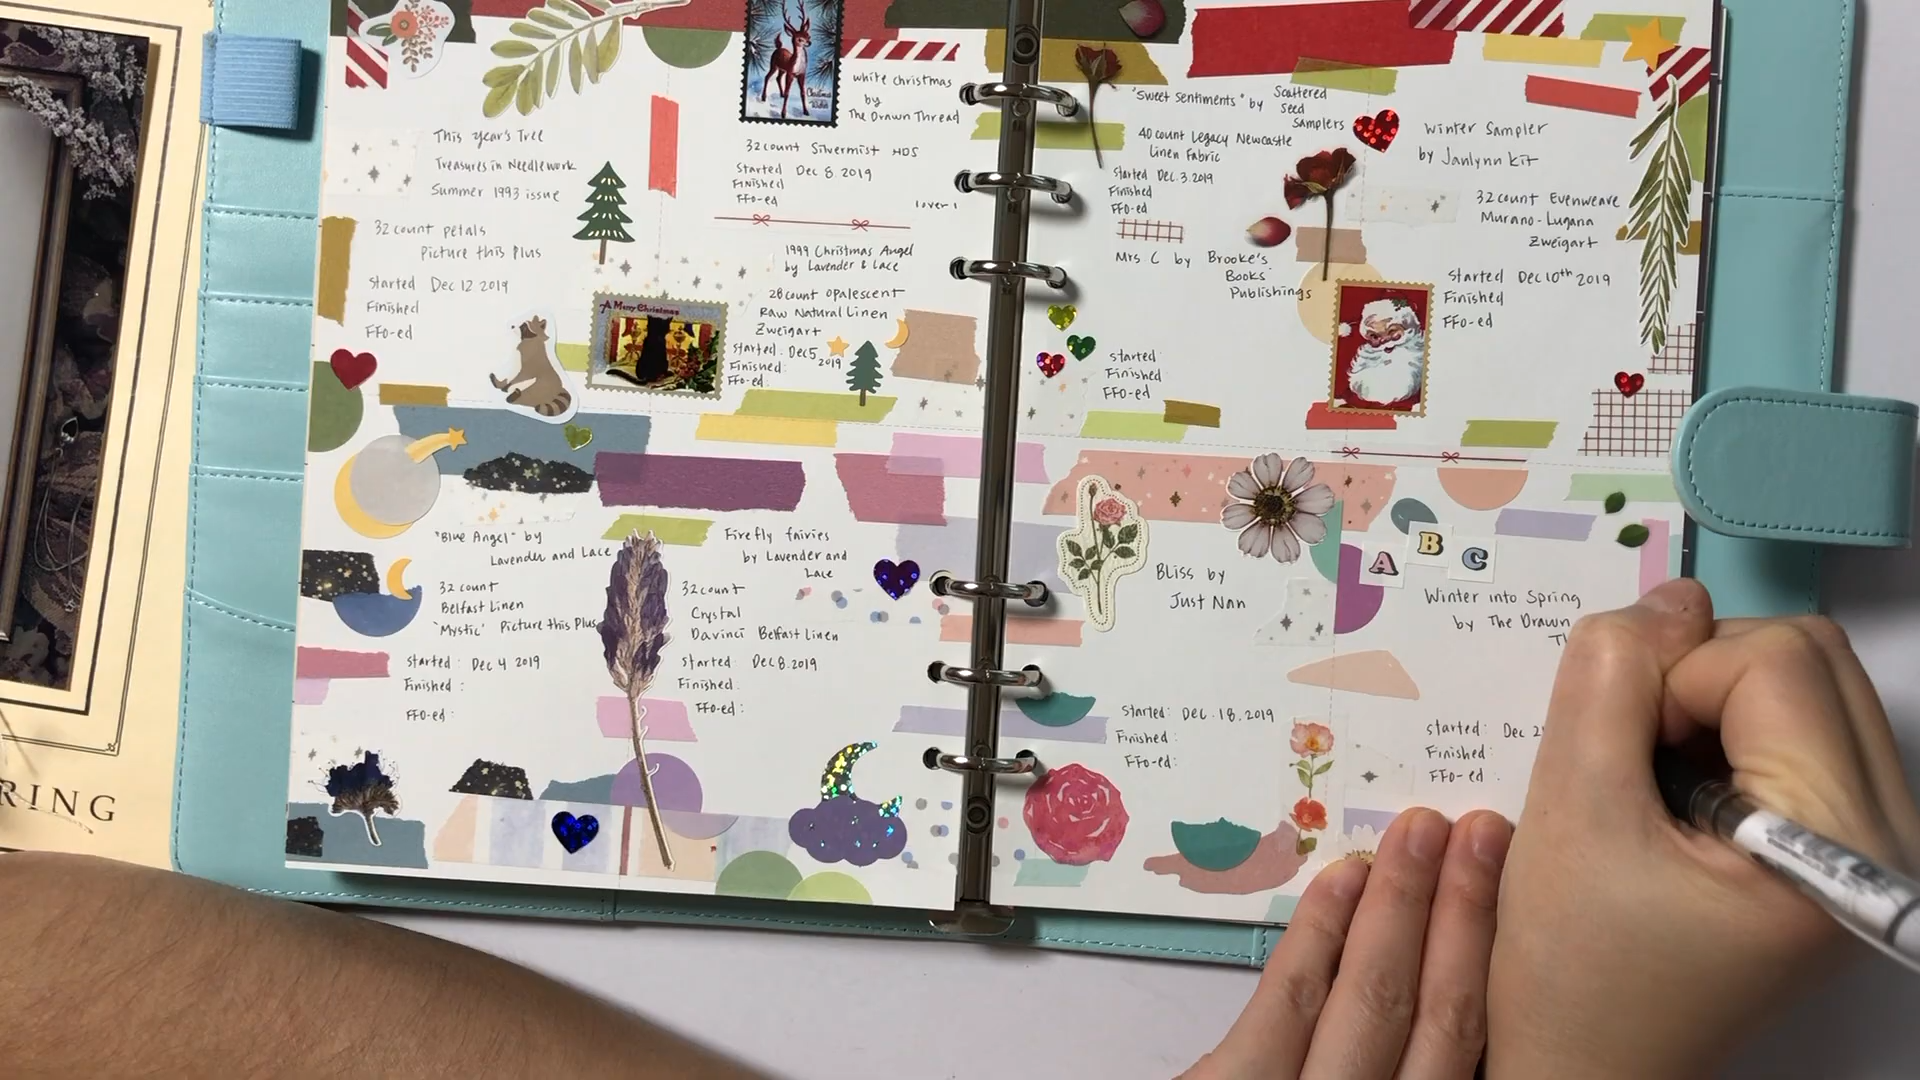 This year's Tree
Treasures in Needlework
Summer 1993 issue
32 count petals
Picture this Plus
Started Dec 12 2019
Finished
FFO-ed
white christmas
by
The Drawn Thread
32 count Silvermist HDS
Started Dec 8. 2019
Finished
FFO-ed
1 over 1
1999 Christmas Angel
by Lavender & Lace
28 count opalescent
Raw Natural Linen
Zweigart
Started. Dec 5 2019
Finished:
FFO-ed:
A Merry Christmas
"Sweet Sentiments" by Scattered
Seed
Samplers
40 count Legacy Newcastle
Linen Fabric
Started Dec. 3. 2019
Finished
FFO-ed
Mrs C by Brooke's
Books
Publishings
Started:
Finished:
FFO-ed
Winter Sampler
by Janlynn Kit
32 count Evenweave
Murano-Lugana
Zweigart
Started Dec 10th 2019
Finished
FFO-ed
"Blue Angel" by
Lavender and Lace
32 count
Belfast Linen
'Mystic' Picture this Plus
Started: Dec 4 2019
Finished:
FFO-ed:
Firefly fairies
by Lavender and
Lace
32 count
Crystal
Davinci Belfast Linen
Started: Dec 8. 2019
Finished.
FFO-ed:
Bliss by
Just Nan
Started: Dec. 18. 2019
Finished:
FFO-ed:
A B C
Winter into Spring
by The Drawn
Started: Dec 2
Finished:
FFO-ed:
RING